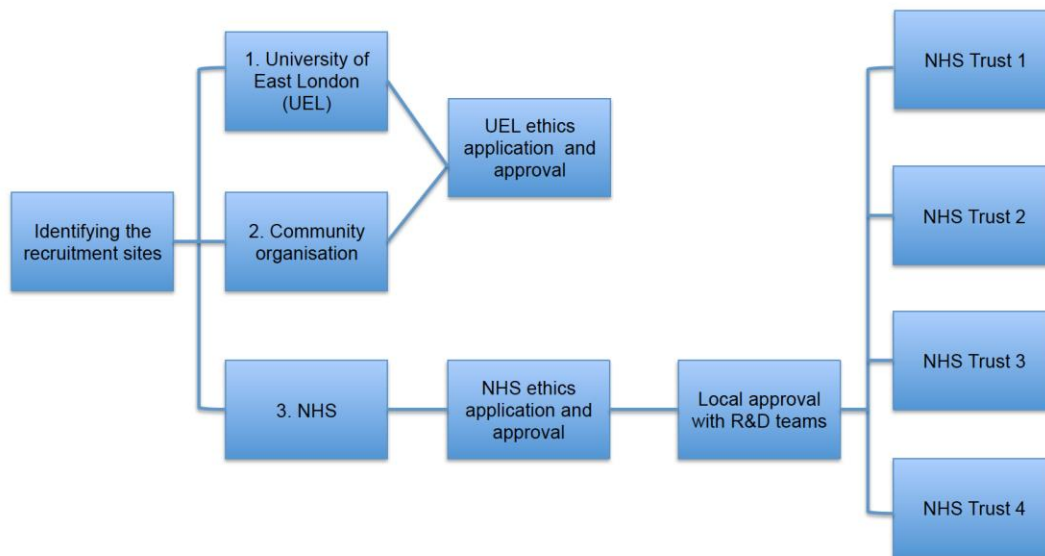 1. University of
East London
(UEL)
UEL ethics
application and
approval
Identifying the
recruitment sites
2. Community
organisation
3. NHS
NHS ethics
application and
approval
Local approval
with R&D teams
NHS Trust 1
NHS Trust 2
NHS Trust 3
NHS Trust 4